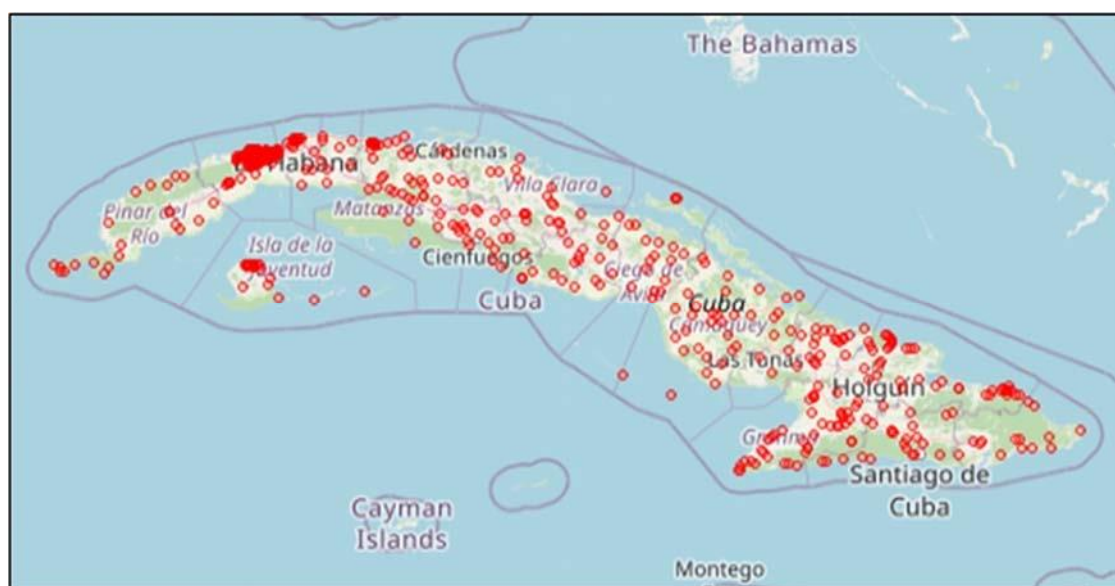 The Bahamas
Cárdenas
Habana
Villa Clara
Pinar del
Río
Matanzas
Isla de la
Juventud
Cienfuegos
Cuba
Ciego de
Ávila
Cuba
Camagüey
Las Tunas
Holguín
Granma
Santiago de
Cuba
Cayman
Islands
Montego